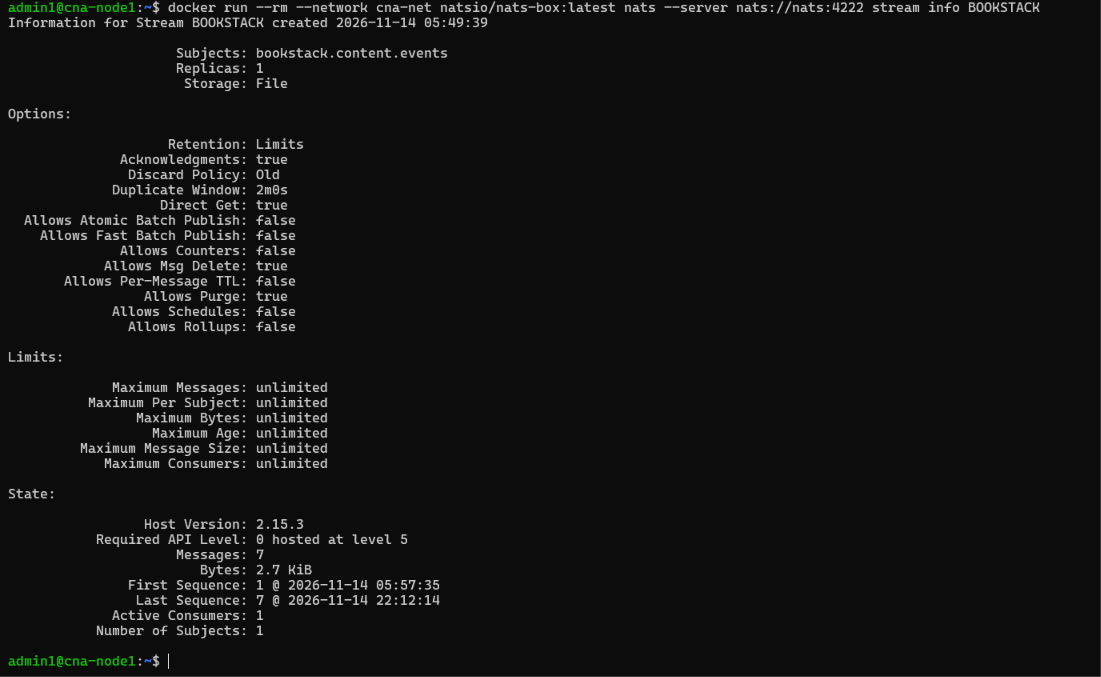 admin1@cna-node1:~$ docker run --rm --network cna-net natsio/nats-box:latest nats --server nats://nats:4222 stream info BOOKSTACK
Information for Stream BOOKSTACK created 2026-11-14 05:49:39
Subjects: bookstack.content.events
Replicas: 1
Storage: File
Options:
Retention: Limits
Acknowledgments: true
Discard Policy: Old
Duplicate Window: 2m0s
Direct Get: true
Allows Atomic Batch Publish: false
Allows Fast Batch Publish: false
Allows Counters: false
Allows Msg Delete: true
Allows Per-Message TTL: false
Allows Purge: true
Allows Schedules: false
Allows Rollups: false
Limits:
Maximum Messages: unlimited
Maximum Per Subject: unlimited
Maximum Bytes: unlimited
Maximum Age: unlimited
Maximum Message Size: unlimited
Maximum Consumers: unlimited
State:
Host Version: 2.15.3
Required API Level: 0 hosted at level 5
Messages: 7
Bytes: 2.7 KiB
First Sequence: 1 @ 2026-11-14 05:57:35
Last Sequence: 7 @ 2026-11-14 22:12:14
Active Consumers: 1
Number of Subjects: 1
admin1@cna-node1:~$